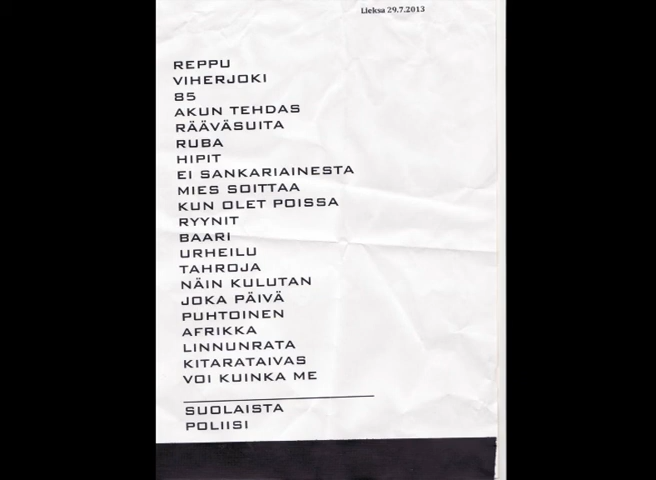 Lieksa 29.7.2013
REPPU
VIHERJOKI
85
AKUN TEHDAS
RÄÄVÄSUITA
RUBA
HIPIT
EI SANKARIAINESTA
MIES SOITTAA
KUN OLET POISSA
RYYNIT
BAARI
URHEILU
TAHROJA
NÄIN KULUTAN
JOKA PÄIVÄ
PUHTOINEN
AFRIKKA
LINNUNRATA
KITARATAIVAS
VOI KUINKA ME
SUOLAISTA
POLIISI